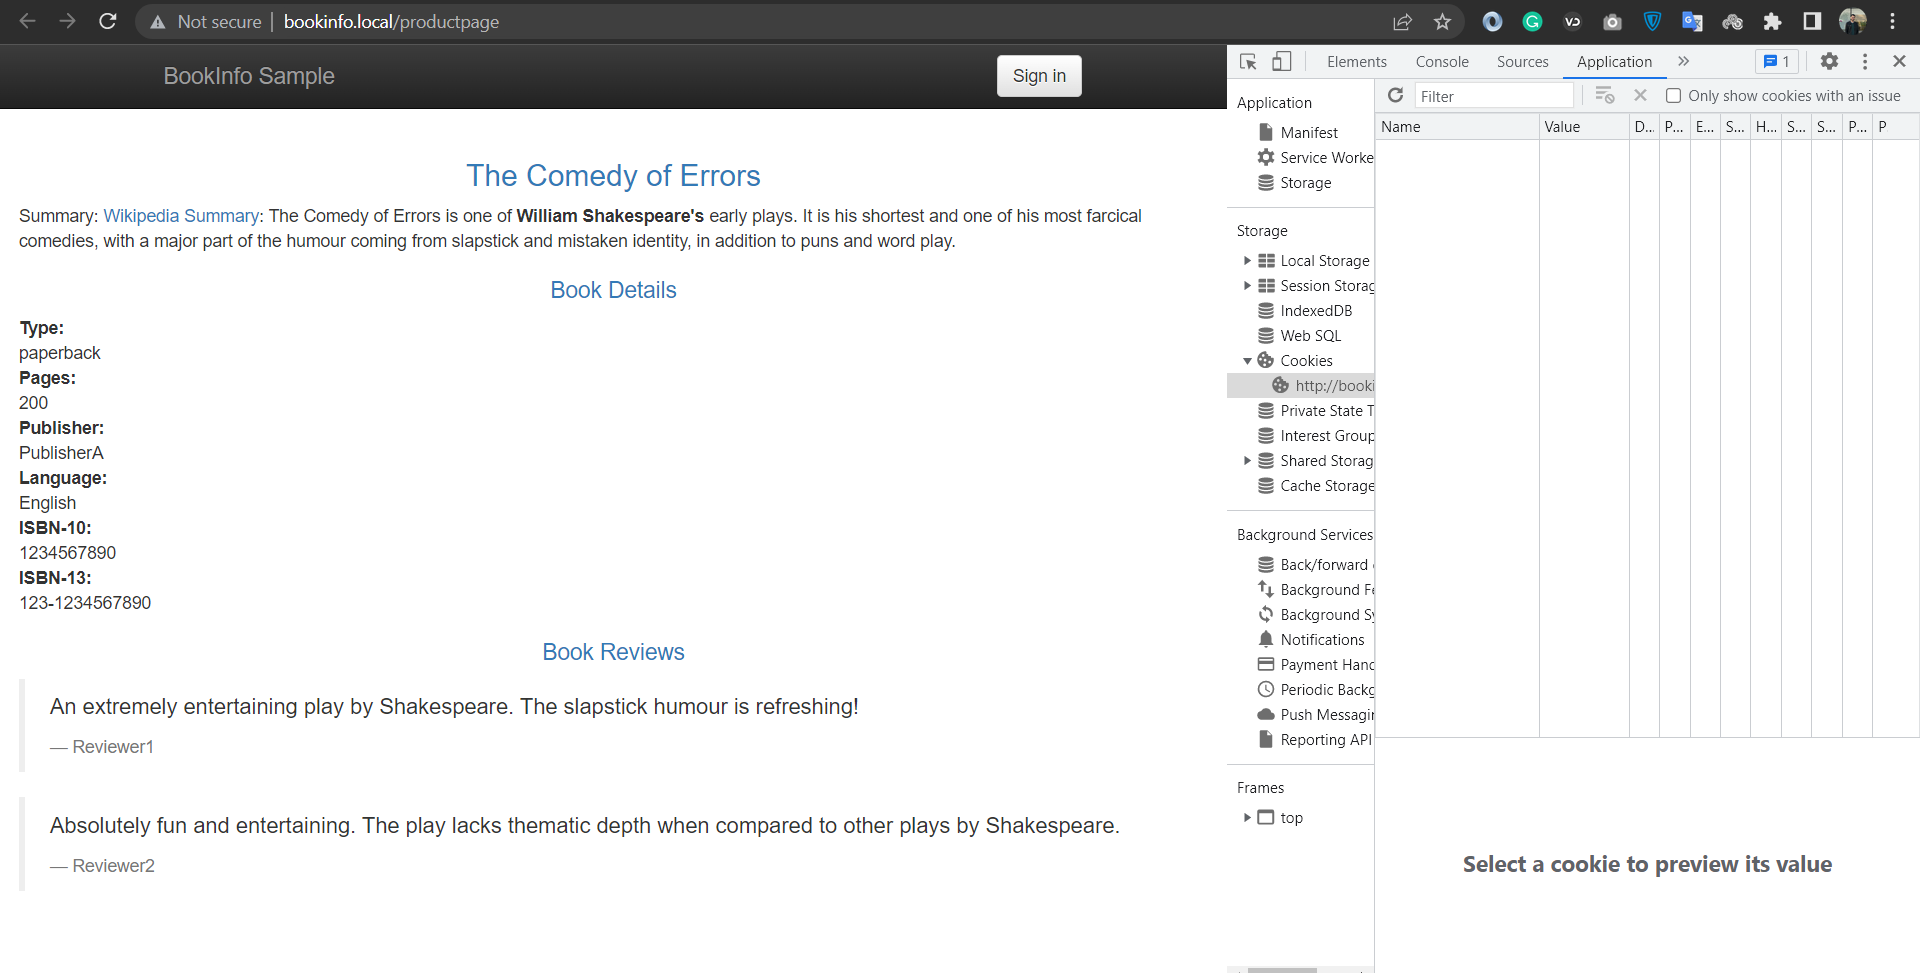 Not secure | bookinfo.local/productpage
BookInfo Sample
Sign in
The Comedy of Errors
Summary: Wikipedia Summary: The Comedy of Errors is one of William Shakespeare's early plays. It is his shortest and one of his most farcical
comedies, with a major part of the humour coming from slapstick and mistaken identity, in addition to puns and word play.
Book Details
Type:
paperback
Pages:
200
Publisher:
PublisherA
Language:
English
ISBN-10:
1234567890
ISBN-13:
123-1234567890
Book Reviews
An extremely entertaining play by Shakespeare. The slapstick humour is refreshing!
— Reviewer1
Absolutely fun and entertaining. The play lacks thematic depth when compared to other plays by Shakespeare.
— Reviewer2
Elements Console Sources Application » 1
Application
Manifest
Service Worke
Storage
Storage
Local Storage
Session Storag
IndexedDB
Web SQL
Cookies
http://booki
Private State T
Interest Group
Shared Storag
Cache Storage
Background Services
Back/forward
Background Fe
Background Sy
Notifications
Payment Hand
Periodic Backg
Push Messagin
Reporting API
Frames
top
Filter
Only show cookies with an issue
Name Value D... P... E... S... H... S... S... P... P
Select a cookie to preview its value